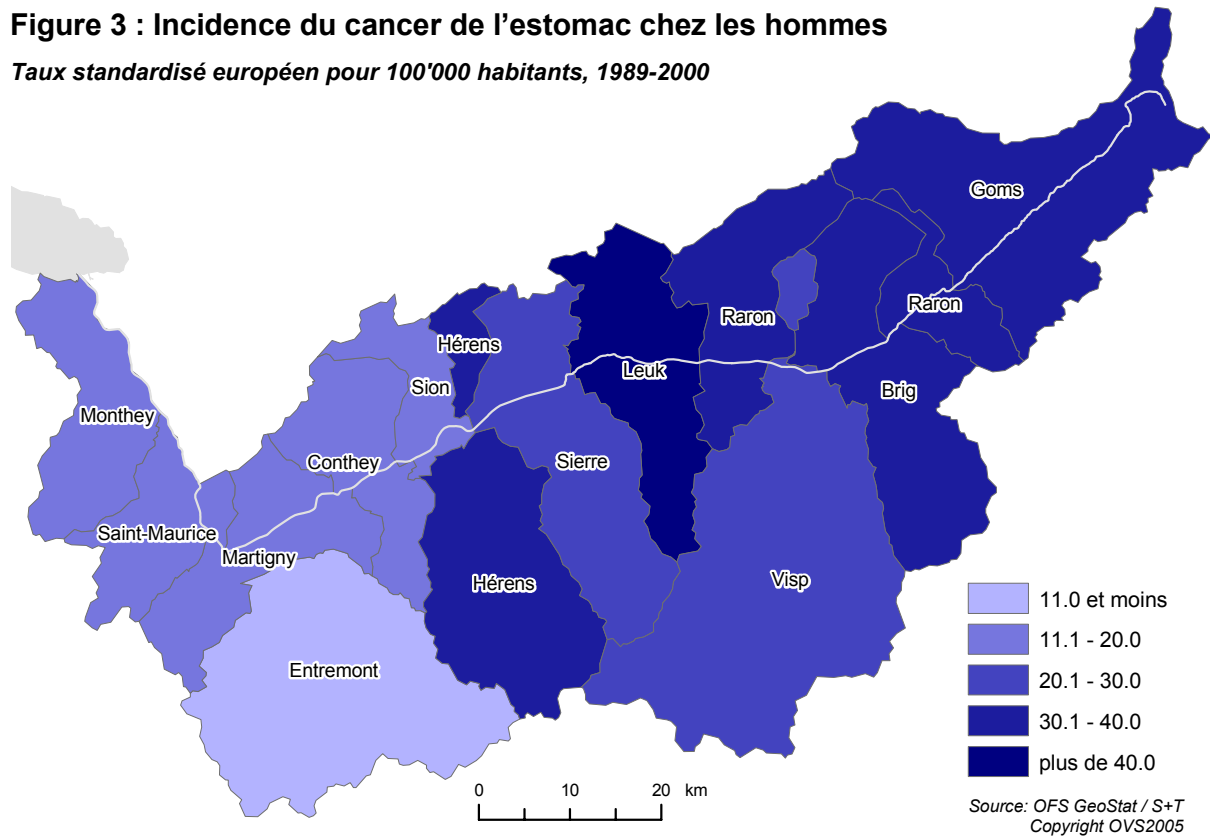 Figure 3 : Incidence du cancer de l’estomac chez les hommes
Taux standardisé européen pour 100'000 habitants, 1989-2000
Goms
Raron
Raron
Hérens
Leuk
Sion
Brig
Monthey
Conthey
Sierre
Saint-Maurice
Martigny
Hérens
Visp
Entremont
11.0 et moins
11.1 - 20.0
20.1 - 30.0
30.1 - 40.0
plus de 40.0
0 10 20 km
Source: OFS GeoStat / S+T
Copyright OVS2005